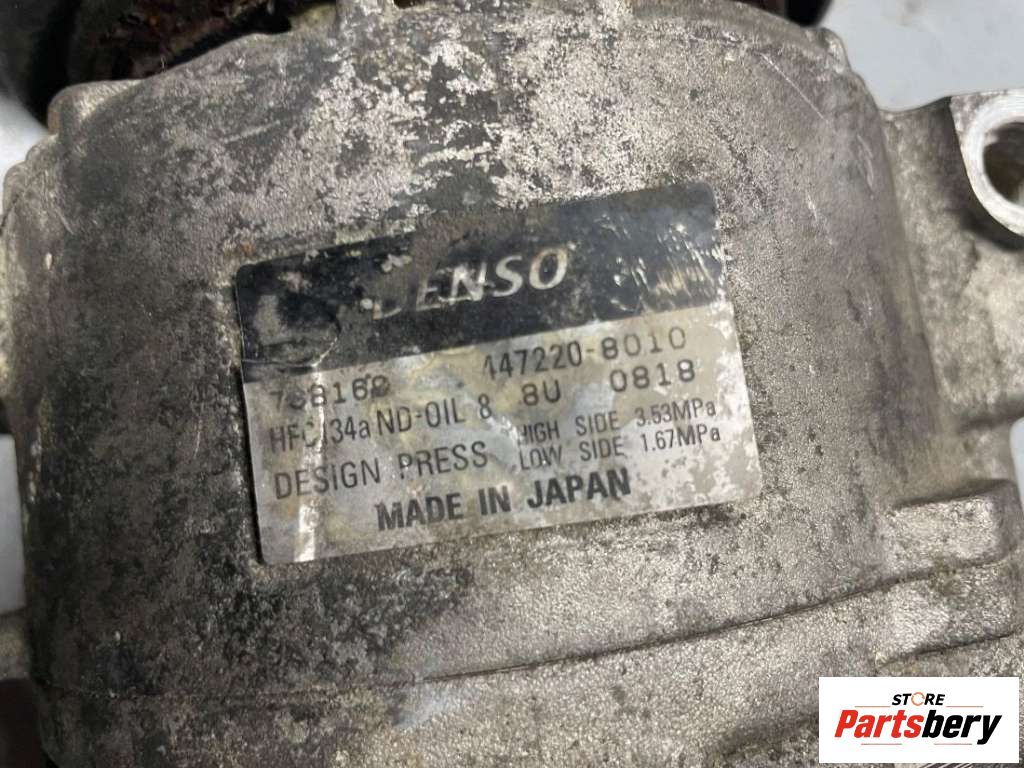 DENSO
447220-8010
8U 0818
HFC134a ND-OIL 8
HIGH SIDE 3.53MPa
DESIGN PRESS LOW SIDE 1.67MPa
MADE IN JAPAN
STORE
Partsbery